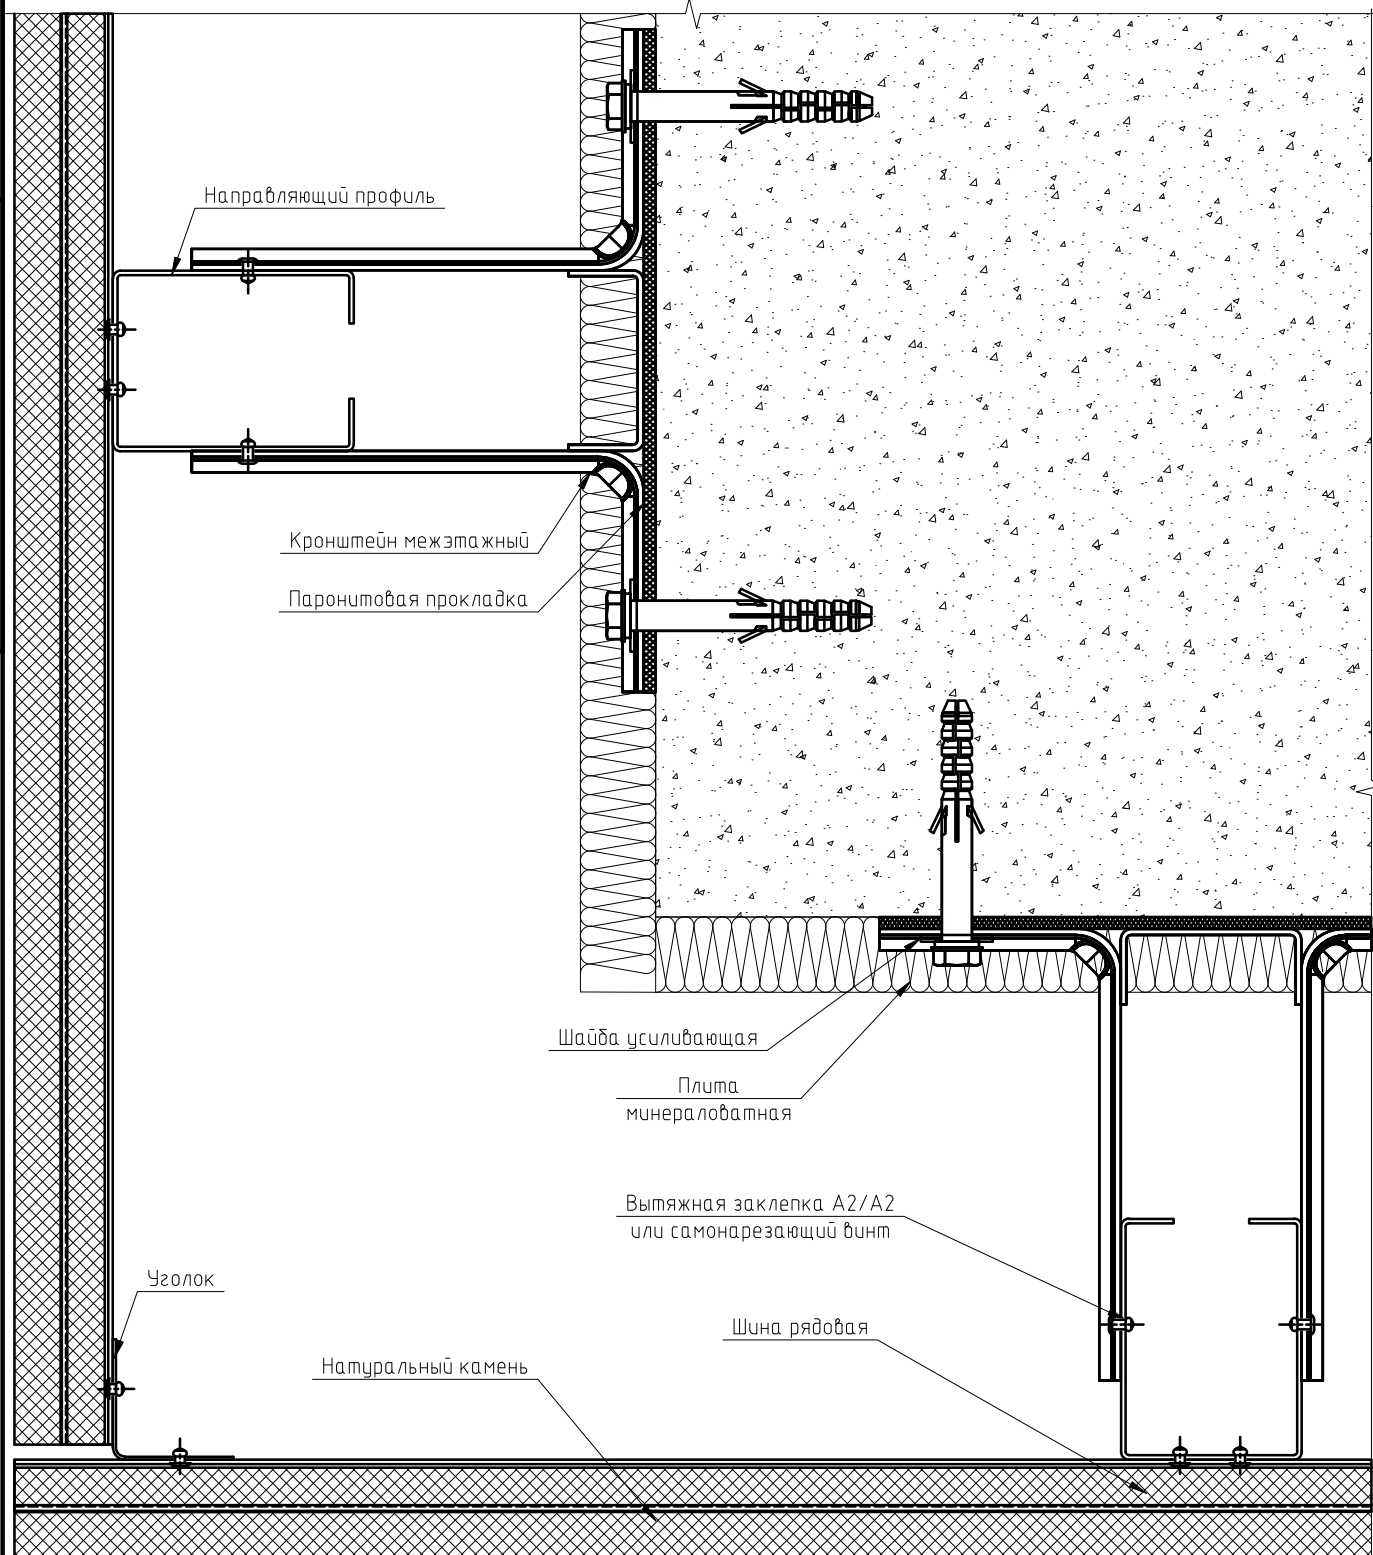 Направляющий профиль
Кронштейн межэтажный
Паронитовая прокладка
Шайба усиливающая
Плита
минераловатная
Вытяжная заклепка А2/А2
или самонарезающий винт
Уголок
Шина рядовая
Натуральный камень